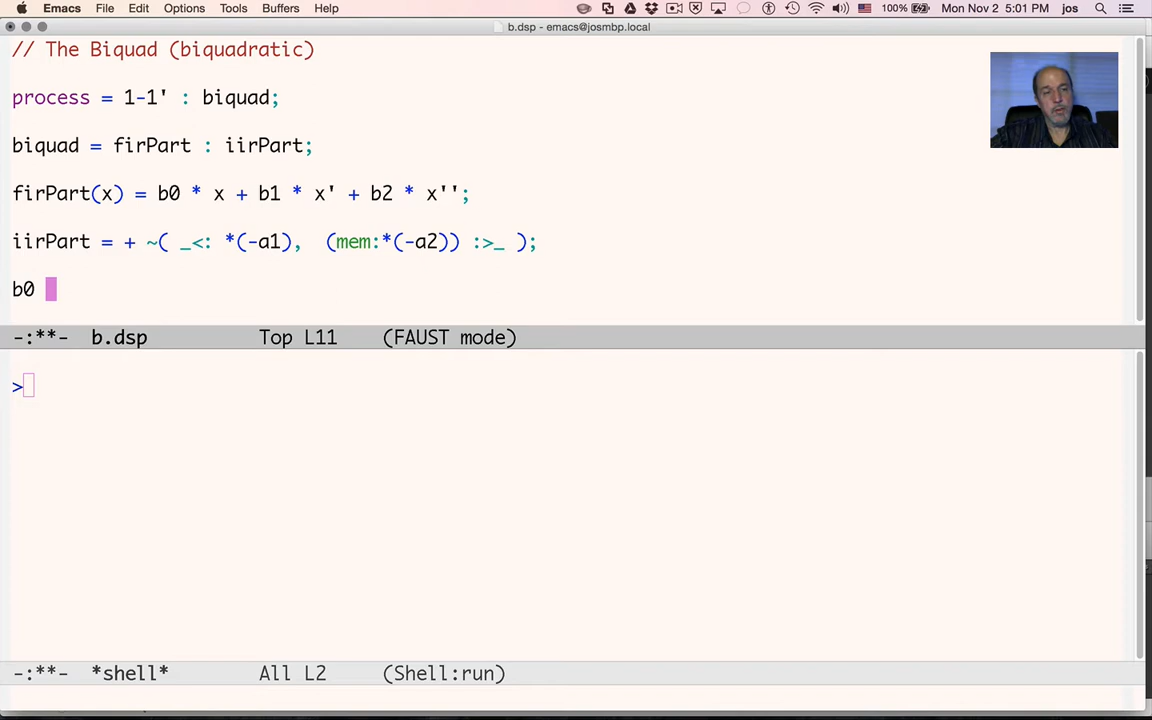 Emacs File Edit Options Tools Buffers Help 100% Mon Nov 2 5:01 PM jos
b.dsp - emacs@josmbp.local
// The Biquad (biquadratic)
process = 1-1' : biquad;
biquad = firPart : iirPart;
firPart(x) = b0 * x + b1 * x' + b2 * x'';
iirPart = + ~( _<: *(-a1), (mem:*(-a2)) :>_ );
b0
-:**- b.dsp Top L11 (FAUST mode)
>
-:**- *shell* All L2 (Shell:run)